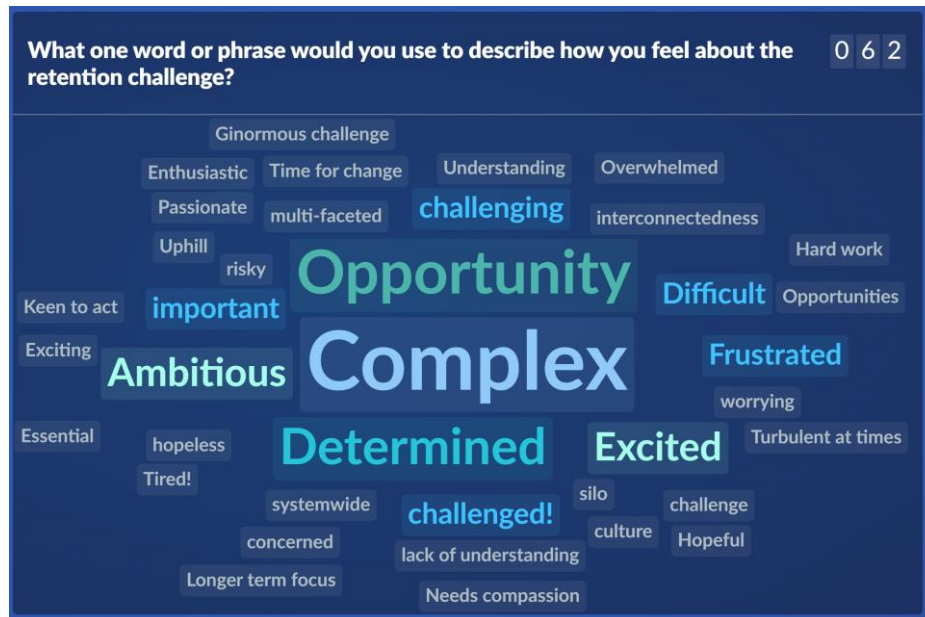 What one word or phrase would you use to describe how you feel about the
retention challenge?
062
Ginormous challenge
Enthusiastic
Time for change
Understanding
Overwhelmed
Passionate
multi-faceted
challenging
interconnectedness
Uphill
risky
Opportunity
Hard work
Keen to act
important
Difficult
Opportunities
Exciting
Ambitious
Complex
Frustrated
worrying
Essential
hopeless
Determined
Excited
Turbulent at times
Tired!
systemwide
challenged!
silo
challenge
concerned
lack of understanding
culture
Hopeful
Longer term focus
Needs compassion